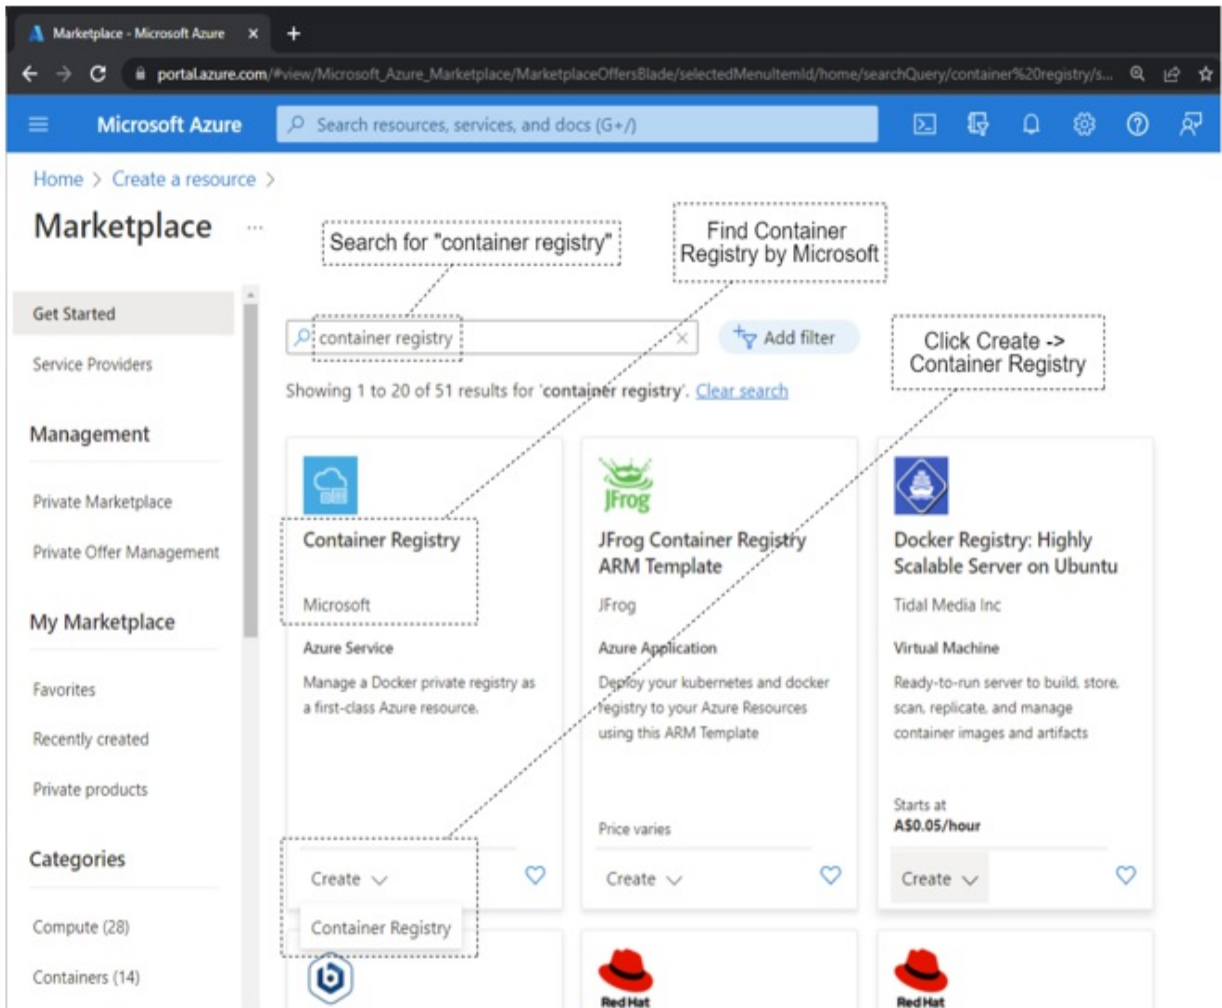 Marketplace - Microsoft Azure
portal.azure.com/#view/Microsoft_Azure_Marketplace/MarketplaceOffersBlade/selectedMenuItemId/home/searchQuery/container%20registry/s...
Microsoft Azure
Search resources, services, and docs (G+/)
Home > Create a resource >
Marketplace ...
Search for "container registry"
Find Container
Registry by Microsoft
Get Started
Service Providers
Management
Private Marketplace
Private Offer Management
My Marketplace
Favorites
Recently created
Private products
Categories
Compute (28)
Containers (14)
container registry
Add filter
Click Create ->
Container Registry
Showing 1 to 20 of 51 results for 'container registry'. Clear search
Container Registry
Microsoft
Azure Service
Manage a Docker private registry as
a first-class Azure resource.
Create
Container Registry
JFrog
JFrog Container Registry
ARM Template
JFrog
Azure Application
Deploy your kubernetes and docker
registry to your Azure Resources
using this ARM Template
Price varies
Create
Docker Registry: Highly
Scalable Server on Ubuntu
Tidal Media Inc
Virtual Machine
Ready-to-run server to build, store,
scan, replicate, and manage
container images and artifacts
Starts at
A$0.05/hour
Create
Red Hat
Red Hat